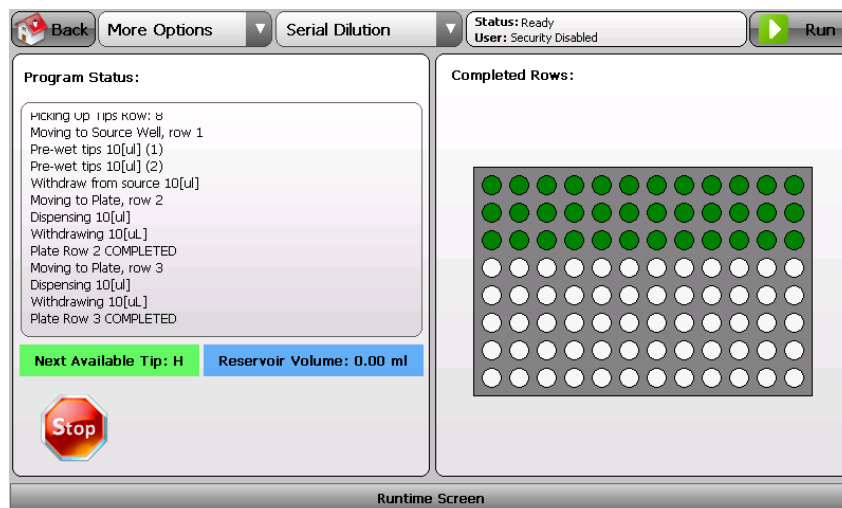 Back
More Options
Serial Dilution
Status: Ready
User: Security Disabled
Run
Program Status:
Picking Up Tips Row: 8
Moving to Source Well, row 1
Pre-wet tips 10[ul] (1)
Pre-wet tips 10[ul] (2)
Withdraw from source 10[ul]
Moving to Plate, row 2
Dispensing 10[ul]
Withdrawing 10[uL]
Plate Row 2 COMPLETED
Moving to Plate, row 3
Dispensing 10[ul]
Withdrawing 10[uL]
Plate Row 3 COMPLETED
Next Available Tip: H
Reservoir Volume: 0.00 ml
Stop
Completed Rows:
Runtime Screen